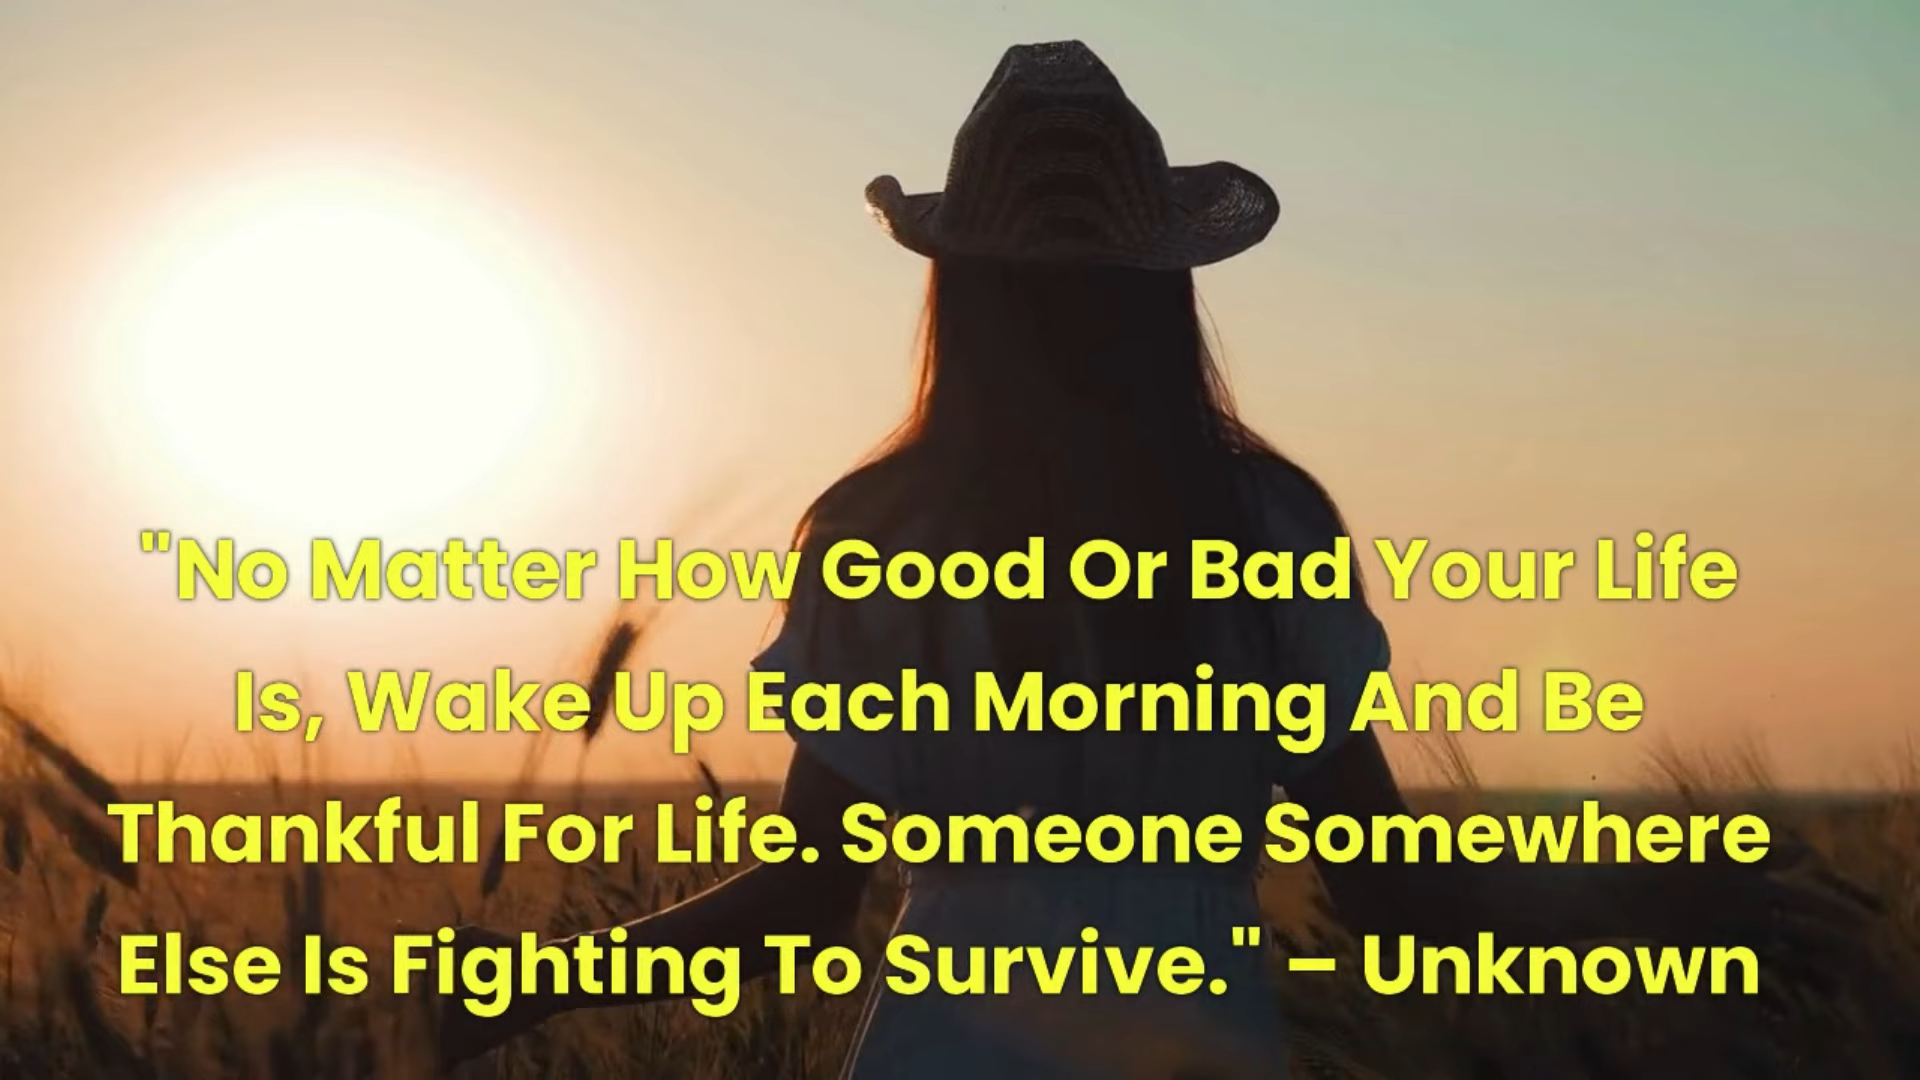 "No Matter How Good Or Bad Your Life
Is, Wake Up Each Morning And Be
Thankful For Life. Someone Somewhere
Else Is Fighting To Survive." – Unknown